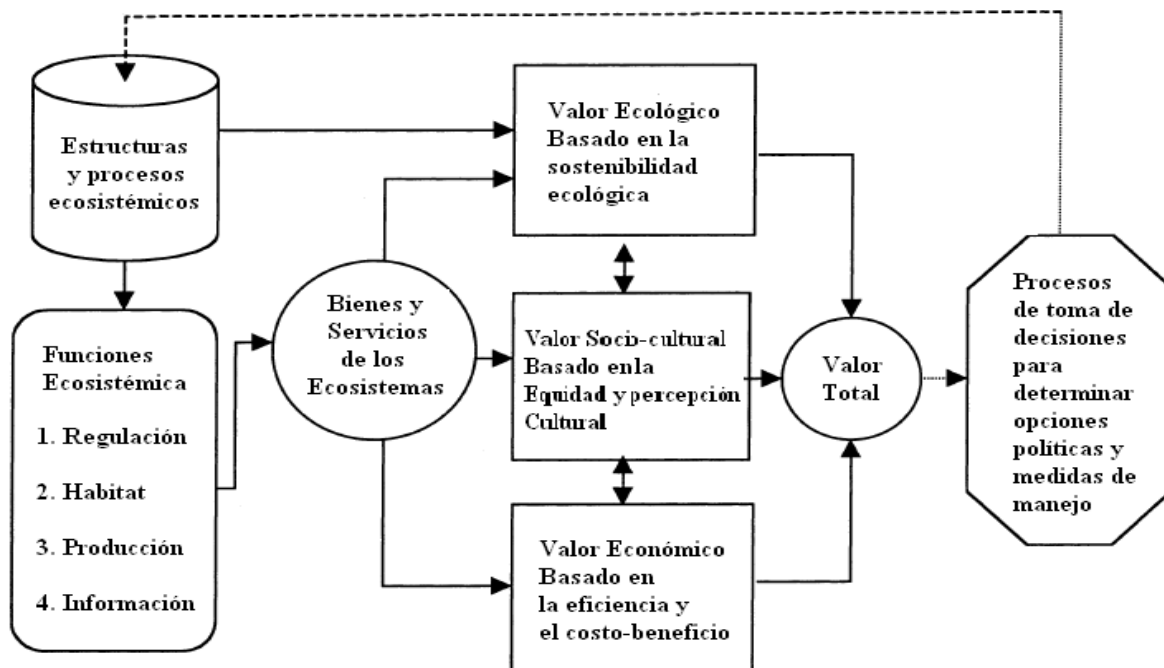 Estructuras
y procesos
ecosistémicos
Funciones
Ecosistémica
1. Regulación
2. Habitat
3. Producción
4. Información
Bienes y
Servicios
de los
Ecosistemas
Valor Ecológico
Basado en la
sostenibilidad
ecológica
Valor Socio-cultural
Basado enla
Equidad y percepción
Cultural
Valor Económico
Basado en
la eficiencia y
el costo-beneficio
Valor
Total
Procesos
de toma de
decisiones
para
determinar
opciones
políticas y
medidas de
manejo